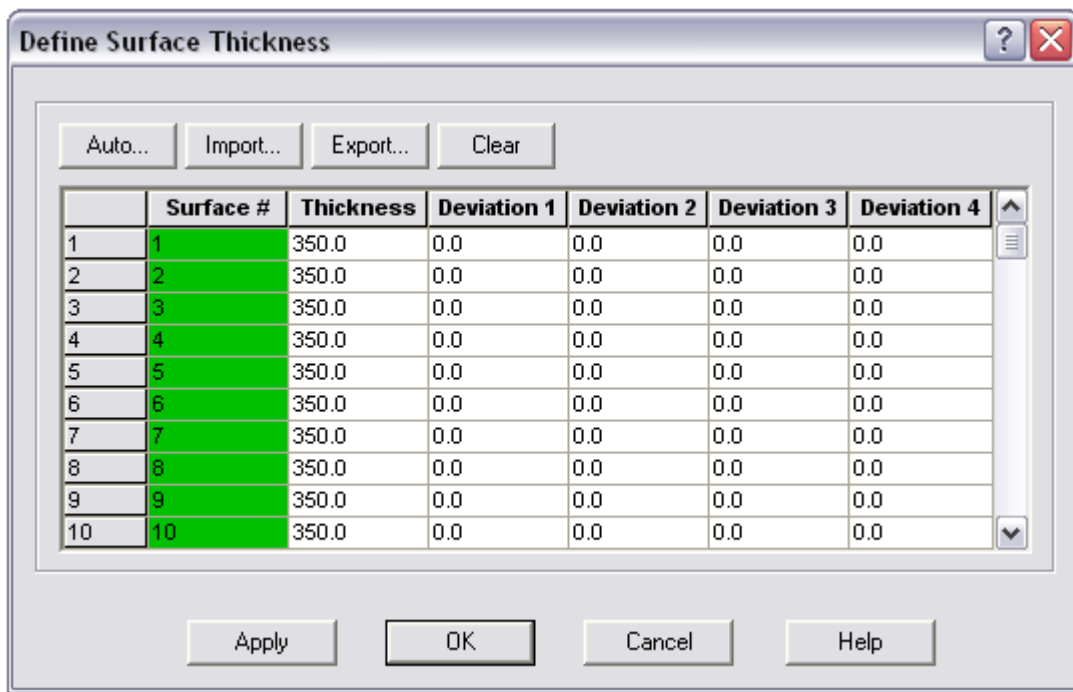 Define Surface Thickness
Auto... Import... Export... Clear
Surface # Thickness Deviation 1 Deviation 2 Deviation 3 Deviation 4
1 1 350.0 0.0 0.0 0.0 0.0
2 2 350.0 0.0 0.0 0.0 0.0
3 3 350.0 0.0 0.0 0.0 0.0
4 4 350.0 0.0 0.0 0.0 0.0
5 5 350.0 0.0 0.0 0.0 0.0
6 6 350.0 0.0 0.0 0.0 0.0
7 7 350.0 0.0 0.0 0.0 0.0
8 8 350.0 0.0 0.0 0.0 0.0
9 9 350.0 0.0 0.0 0.0 0.0
10 10 350.0 0.0 0.0 0.0 0.0
Apply OK Cancel Help